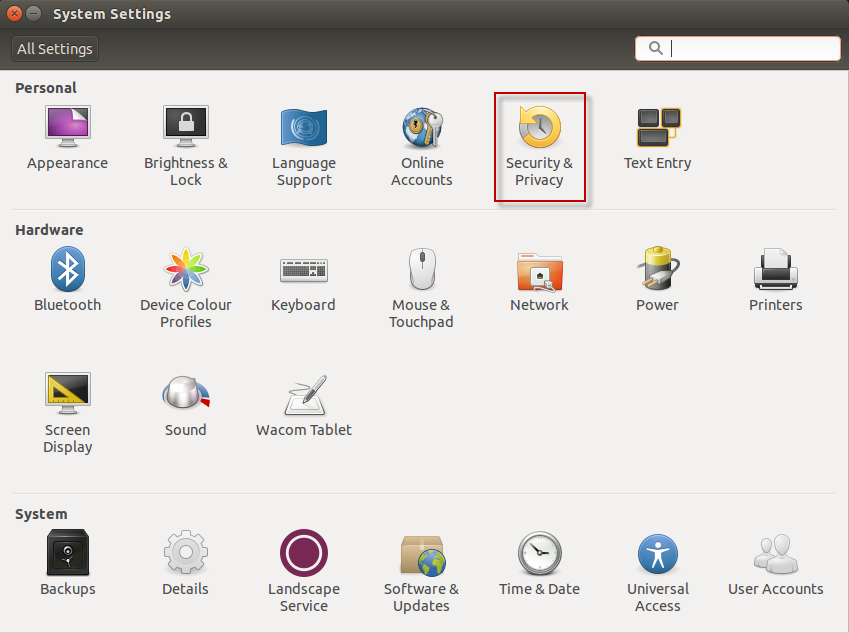 System Settings
All Settings
Personal
Appearance
Brightness &
Lock
Language
Support
Online
Accounts
Security &
Privacy
Text Entry
Hardware
Bluetooth
Device Colour
Profiles
Keyboard
Mouse &
Touchpad
Network
Power
Printers
Screen
Display
Sound
Wacom Tablet
System
Backups
Details
Landscape
Service
Software &
Updates
Time & Date
Universal
Access
User Accounts